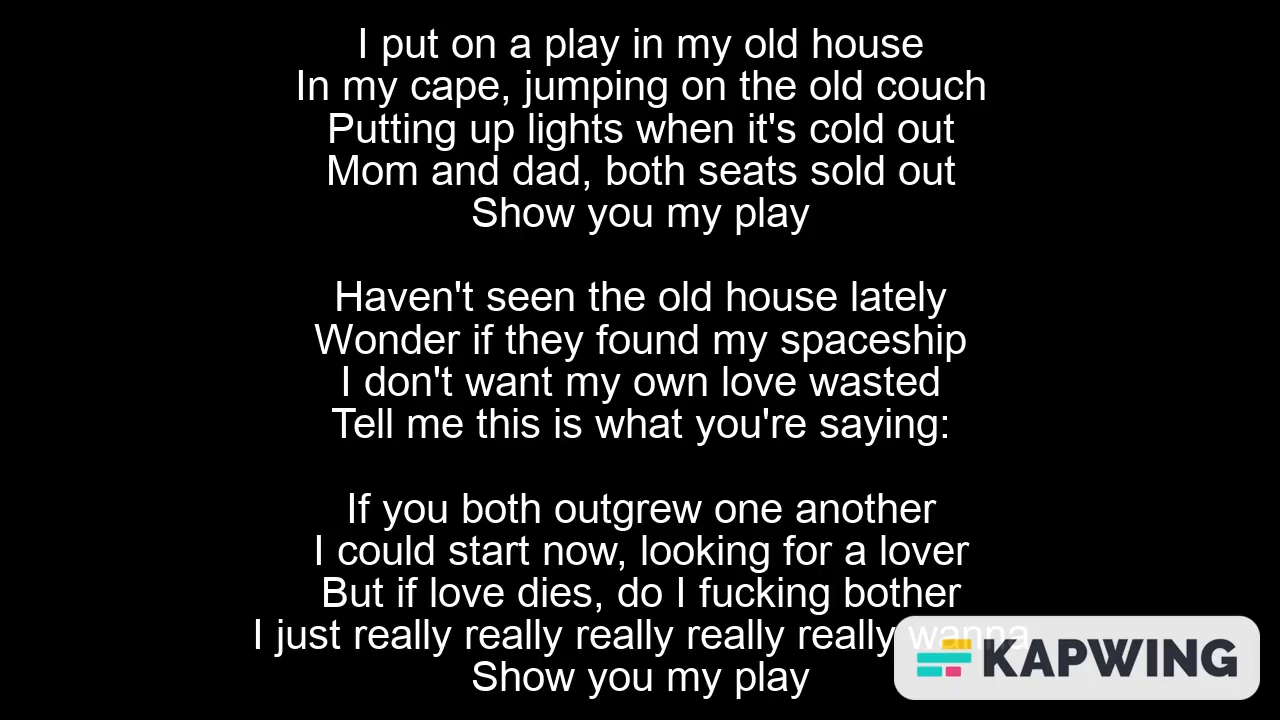 I put on a play in my old house
In my cape, jumping on the old couch
Putting up lights when it's cold out
Mom and dad, both seats sold out
Show you my play
Haven't seen the old house lately
Wonder if they found my spaceship
I don't want my own love wasted
Tell me this is what you're saying:
If you both outgrew one another
I could start now, looking for a lover
But if love dies, do I fucking bother
I just really really really really really wanna
Show you my play
KAPWING